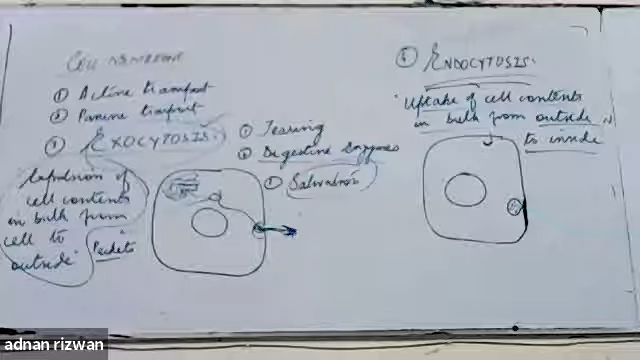 Cell MEMBRANE
① Active transport
② Passive transport
③ EXOCYTOSIS:
Expulsion of
cell contents
in bulk from
cell to
outside"
Packets
① Tearing
② Digestive Enzymes
③ Salivation
④ ENDOCYTOSIS:
"Uptake of cell contents
in bulk from outside
to inside
adnan rizwan